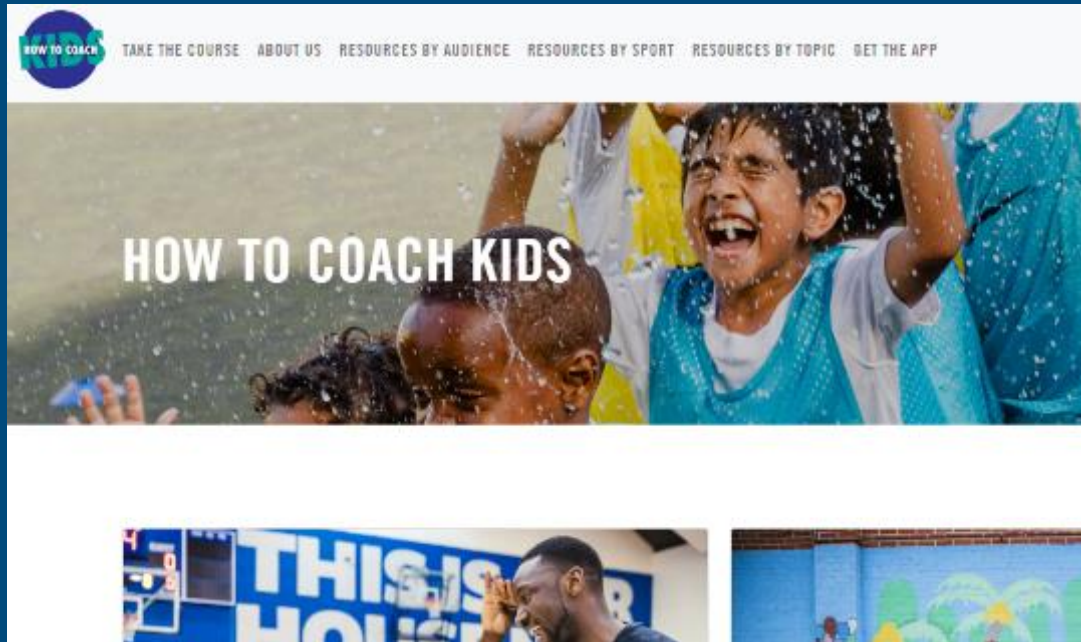 HOW TO COACH
KIDS
TAKE THE COURSE ABOUT US RESOURCES BY AUDIENCE RESOURCES BY SPORT RESOURCES BY TOPIC GET THE APP
HOW TO COACH KIDS
THIS IS